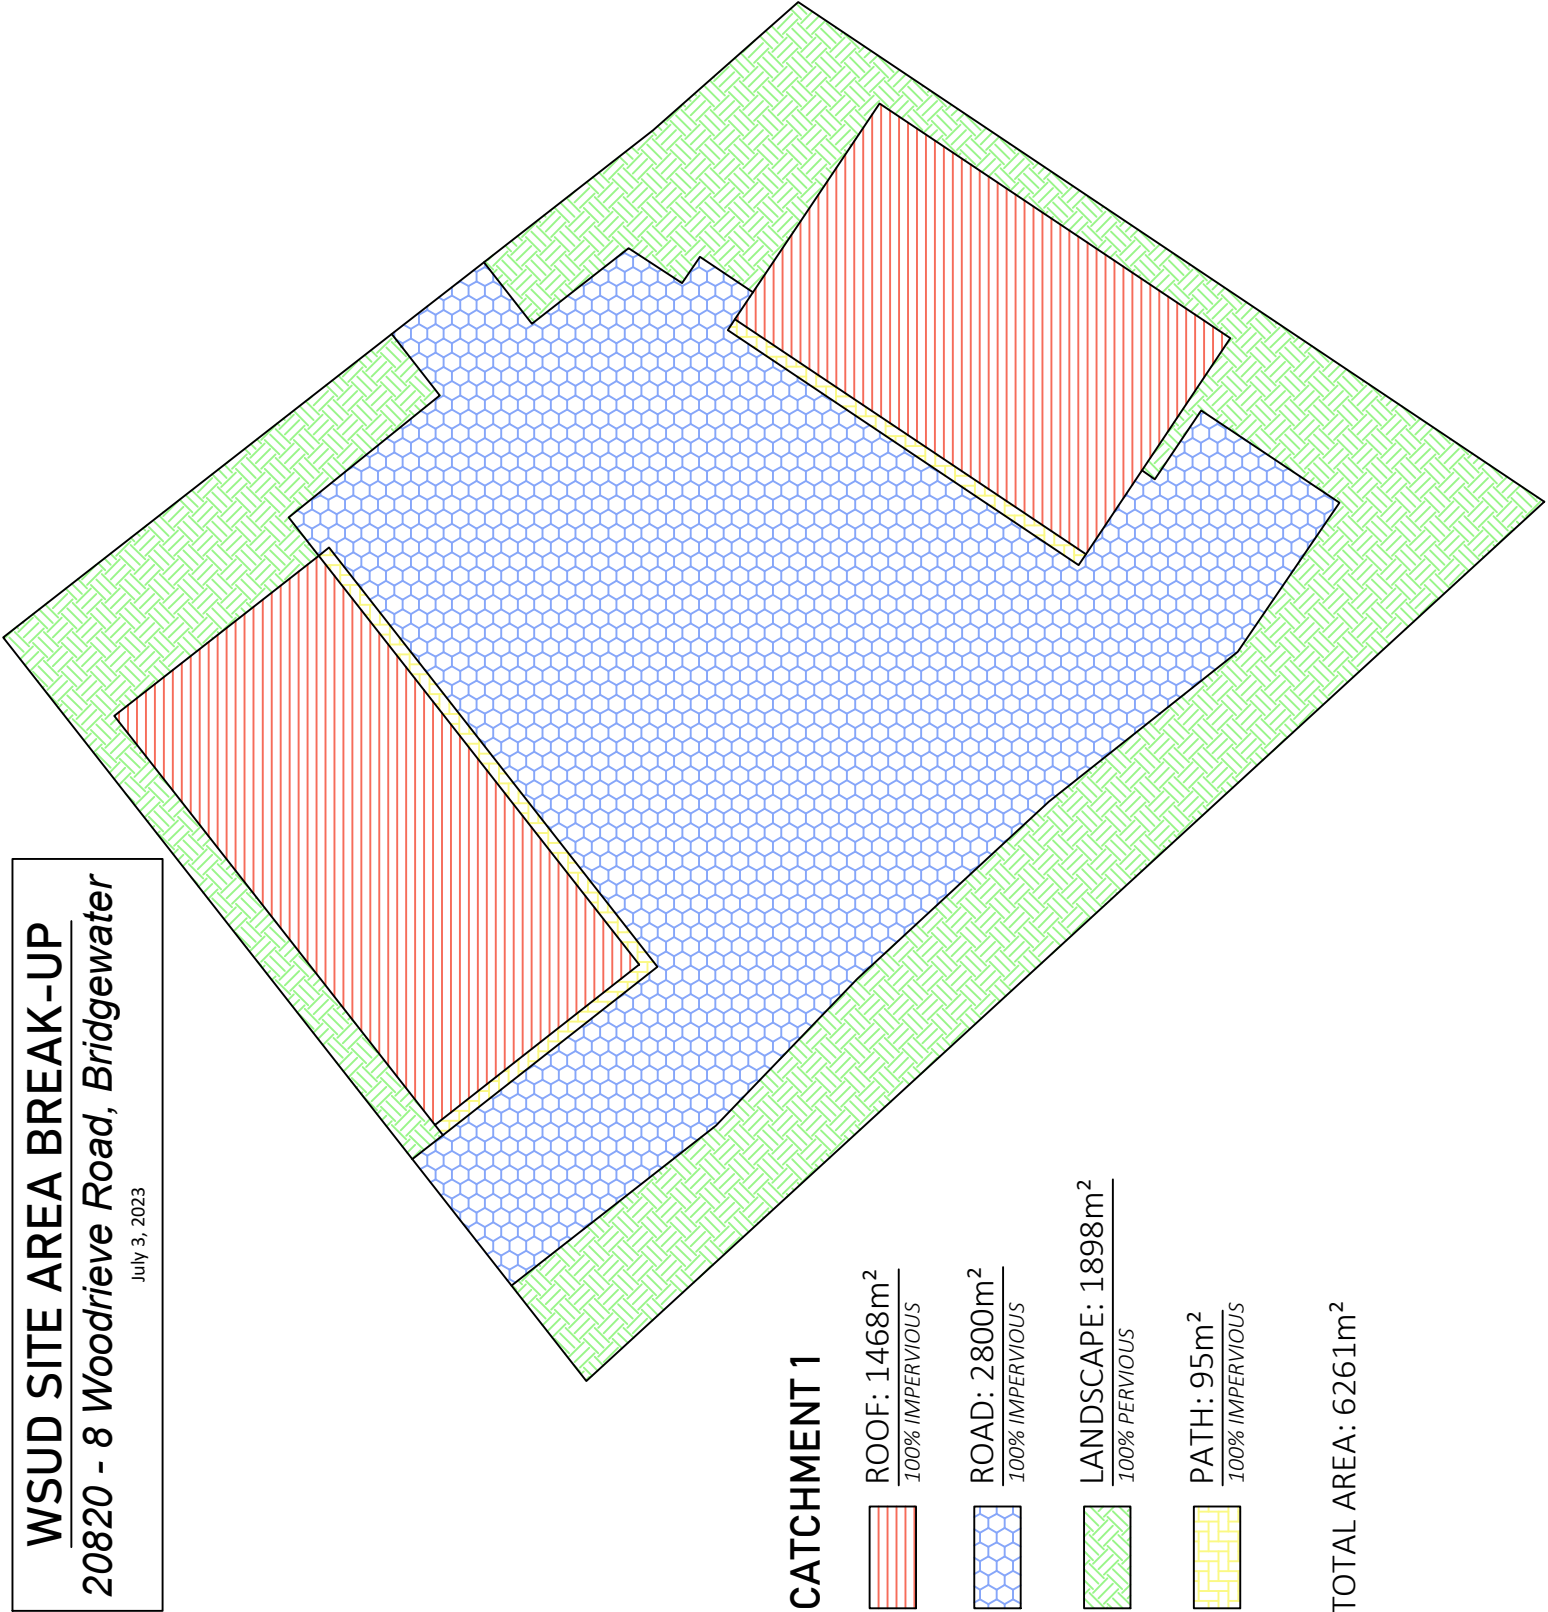 WSUD SITE AREA BREAK-UP
20820 - 8 Woodrieve Road, Bridgewater
July 3, 2023
CATCHMENT 1
ROOF: 1468m²
100% IMPERVIOUS
ROAD: 2800m²
100% IMPERVIOUS
LANDSCAPE: 1898m²
100% PERVIOUS
PATH: 95m²
100% IMPERVIOUS
TOTAL AREA: 6261m²